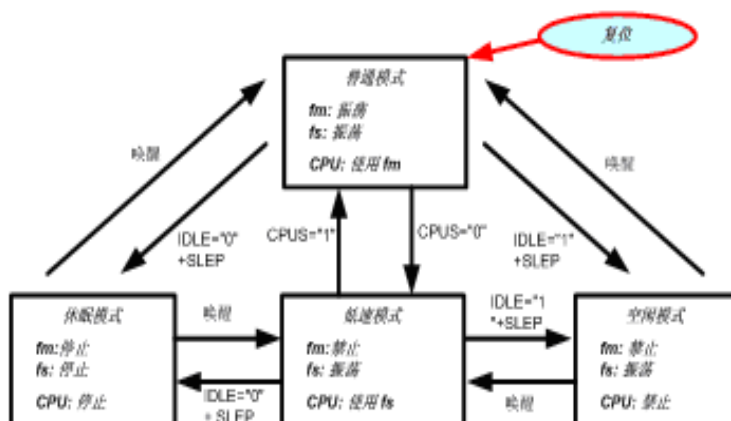 复位
普通模式
fm: 振荡
fs: 振荡
CPU: 使用 fm
唤醒
唤醒
IDLE="0"
+SLEP
CPUS="1"
CPUS="0"
IDLE="1"
+SLEP
休眠模式
fm:停止
fs: 停止
CPU: 停止
唤醒
IDLE="0"
+ SLEP
低速模式
fm:禁止
fs: 振荡
CPU: 使用 fs
IDLE="1
"+SLEP
唤醒
空闲模式
fm: 禁止
fs: 振荡
CPU: 禁止